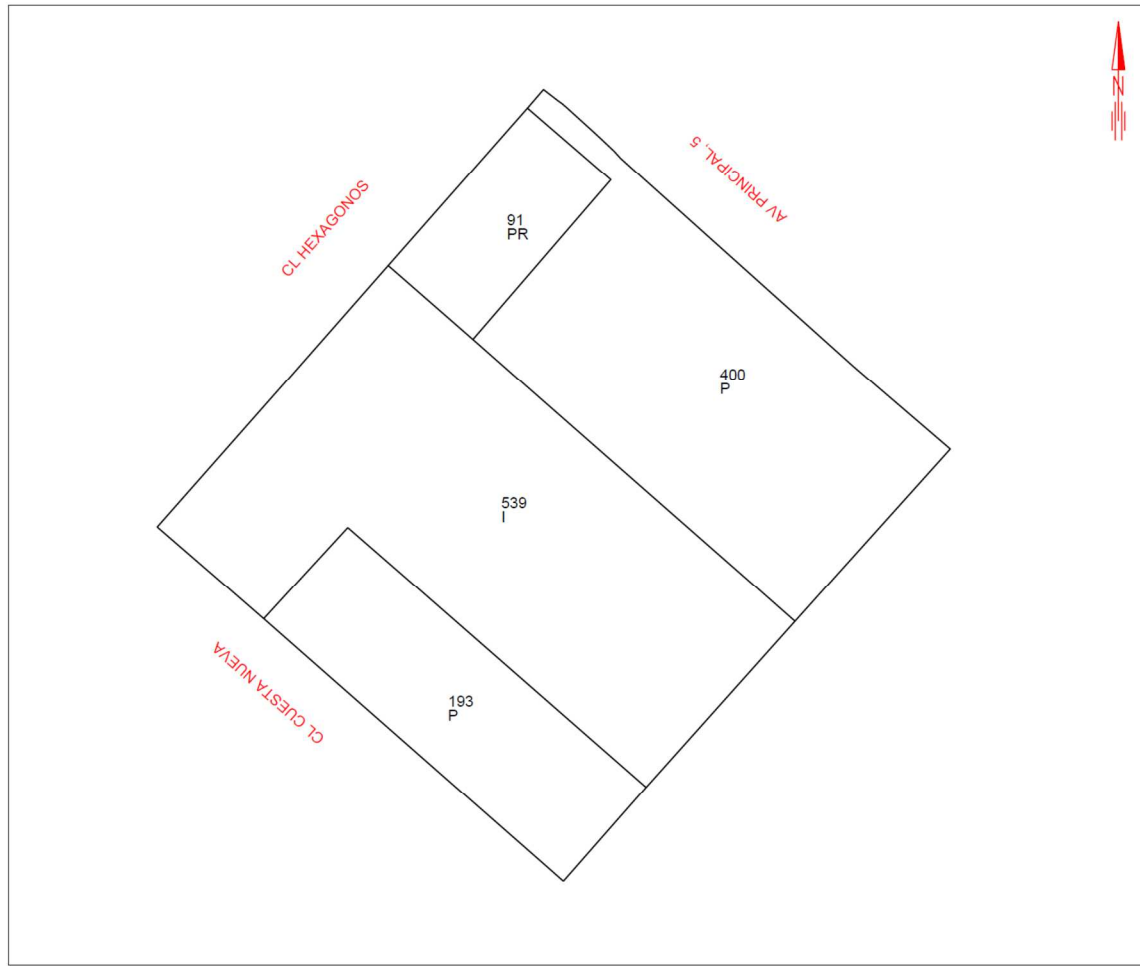 N
AV PRINCIPAL, 5
CL HEXAGONOS
91
PR
400
P
539
I
193
P
CL CUESTA NUEVA